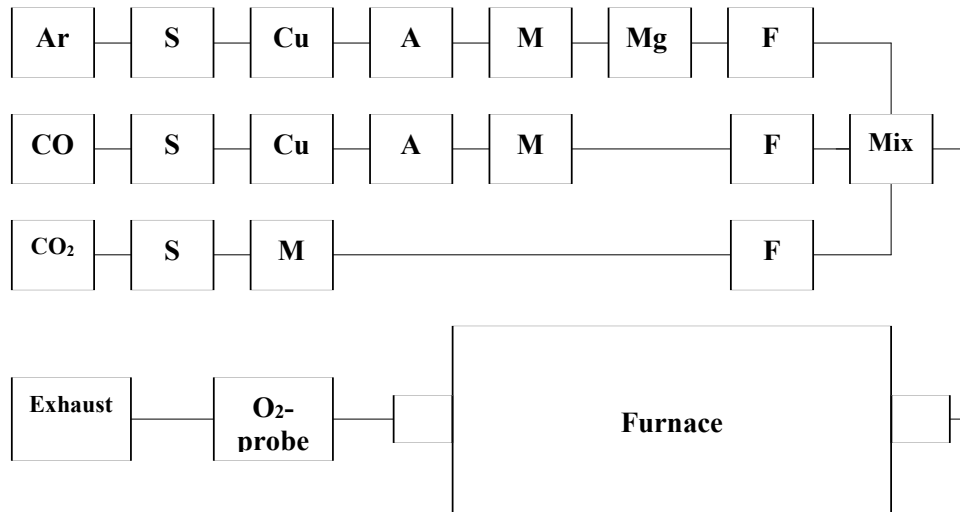 Ar S Cu A M Mg F
CO S Cu A M F Mix
CO₂ S M F
Exhaust O₂-
probe Furnace